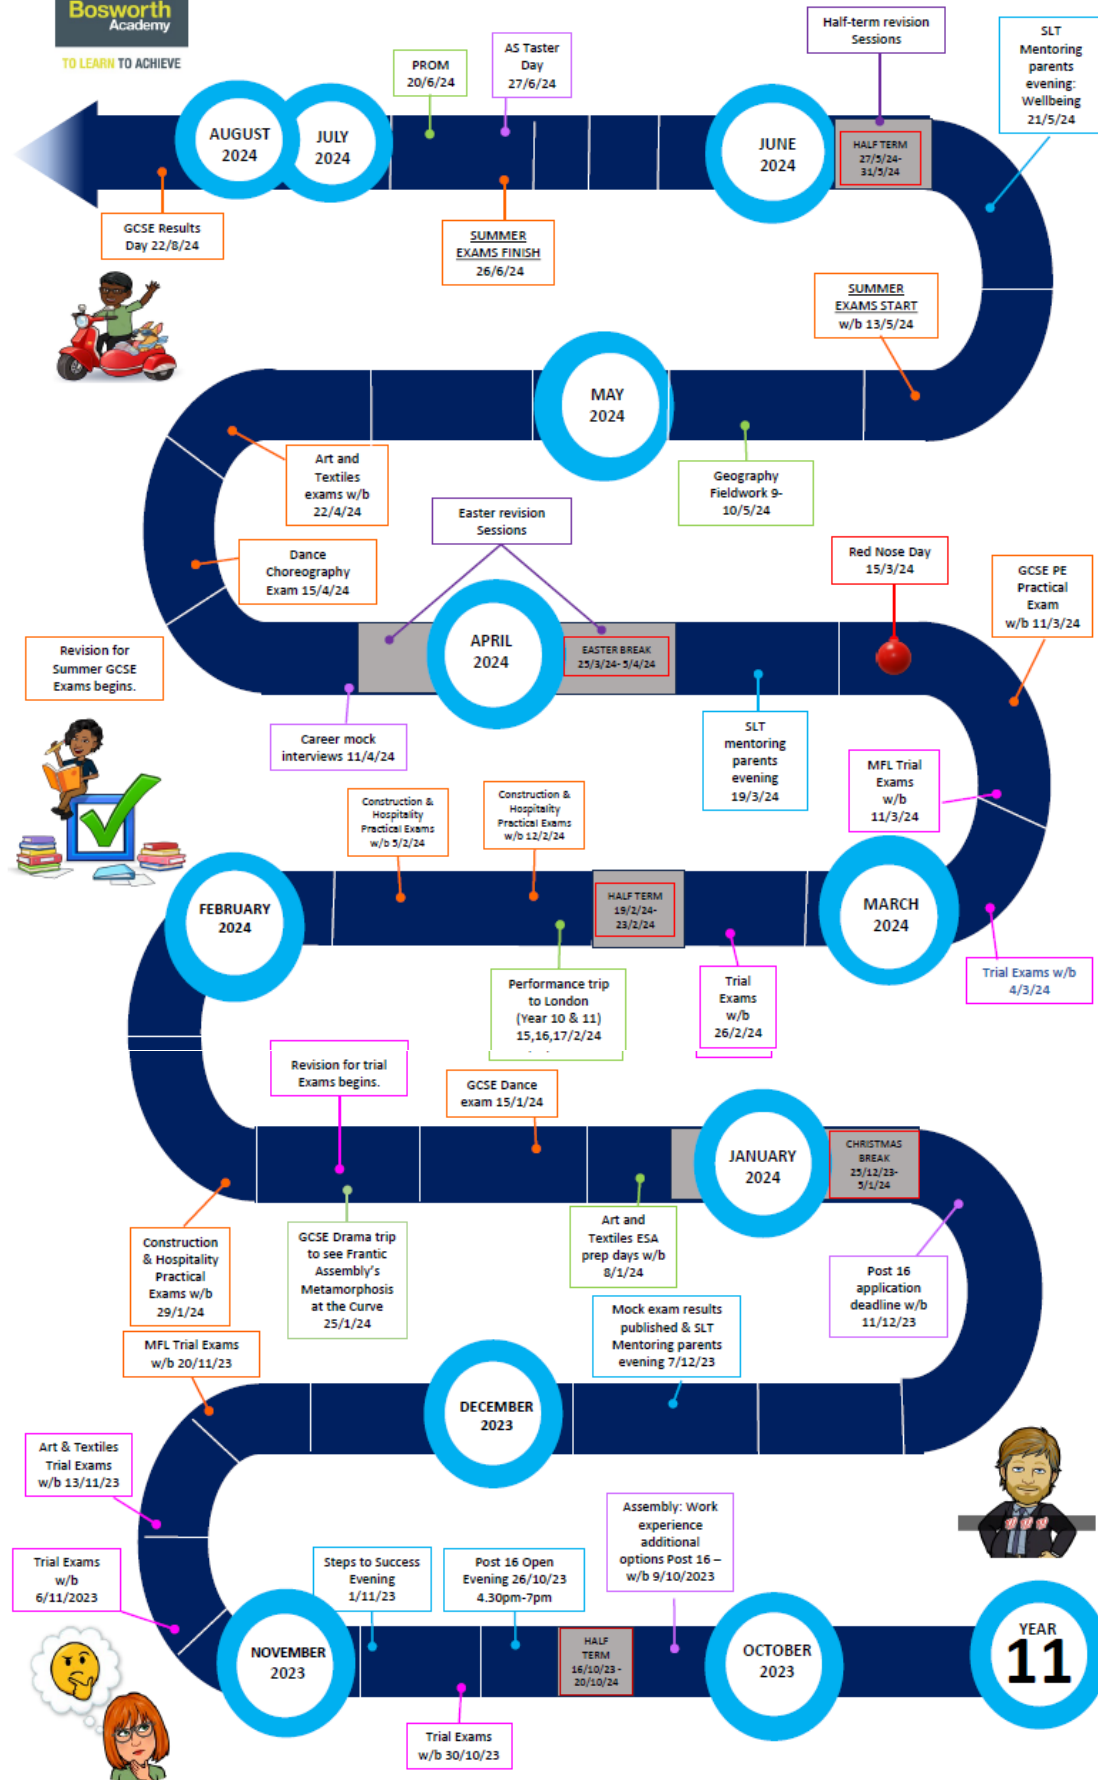 Bosworth
Academy
TO LEARN TO ACHIEVE
PROM
20/6/24
AS Taster
Day
27/6/24
Half-term revision
Sessions
SLT
Mentoring
parents
evening:
Wellbeing
21/5/24
AUGUST
2024
JULY
2024
JUNE
2024
HALF TERM
27/5/24-
31/5/24
GCSE Results
Day 22/8/24
SUMMER
EXAMS FINISH
26/6/24
SUMMER
EXAMS START
w/b 13/5/24
MAY
2024
Art and
Textiles
exams w/b
22/4/24
Geography
Fieldwork 9-
10/5/24
Easter revision
Sessions
Dance
Choreography
Exam 15/4/24
Red Nose Day
15/3/24
GCSE PE
Practical
Exam
w/b 11/3/24
Revision for
Summer GCSE
Exams begins.
APRIL
2024
EASTER BREAK
25/3/24- 5/4/24
Career mock
interviews 11/4/24
SLT
mentoring
parents
evening
19/3/24
MFL Trial
Exams
w/b
11/3/24
Construction &
Hospitality
Practical Exams
w/b 5/2/24
Construction &
Hospitality
Practical Exams
w/b 12/2/24
FEBRUARY
2024
HALF TERM
19/2/24-
23/2/24
MARCH
2024
Performance trip
to London
(Year 10 & 11)
15,16,17/2/24
Trial
Exams
w/b
26/2/24
Trial Exams w/b
4/3/24
Revision for trial
Exams begins.
GCSE Dance
exam 15/1/24
JANUARY
2024
CHRISTMAS
BREAK
25/12/23-
5/1/24
Construction
& Hospitality
Practical
Exams w/b
29/1/24
GCSE Drama trip
to see Frantic
Assembly's
Metamorphosis
at the Curve
25/1/24
Art and
Textiles ESA
prep days w/b
8/1/24
Post 16
application
deadline w/b
11/12/23
MFL Trial Exams
w/b 20/11/23
Mock exam results
published & SLT
Mentoring parents
evening 7/12/23
DECEMBER
2023
Art & Textiles
Trial Exams
w/b 13/11/23
Trial Exams
w/b
6/11/2023
Steps to Success
Evening
1/11/23
Post 16 Open
Evening 26/10/23
4.30pm-7pm
Assembly: Work
experience
additional
options Post 16 –
w/b 9/10/2023
NOVEMBER
2023
HALF
TERM
16/10/23 -
20/10/24
OCTOBER
2023
YEAR
11
Trial Exams
w/b 30/10/23